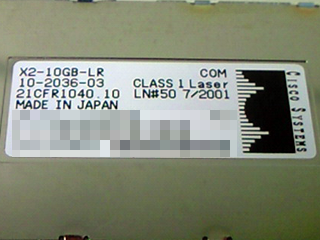 X2-10GB-LR COM
10-2036-03 CLASS 1 Laser
21CFR1040.10 LN#50 7/2001
MADE IN JAPAN
CISCO SYSTEMS